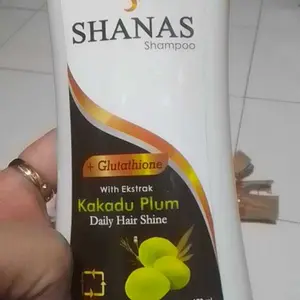 SHANAS
Shampoo
+ Glutathione
With Ekstrak
Kakadu Plum
Daily Hair Shine